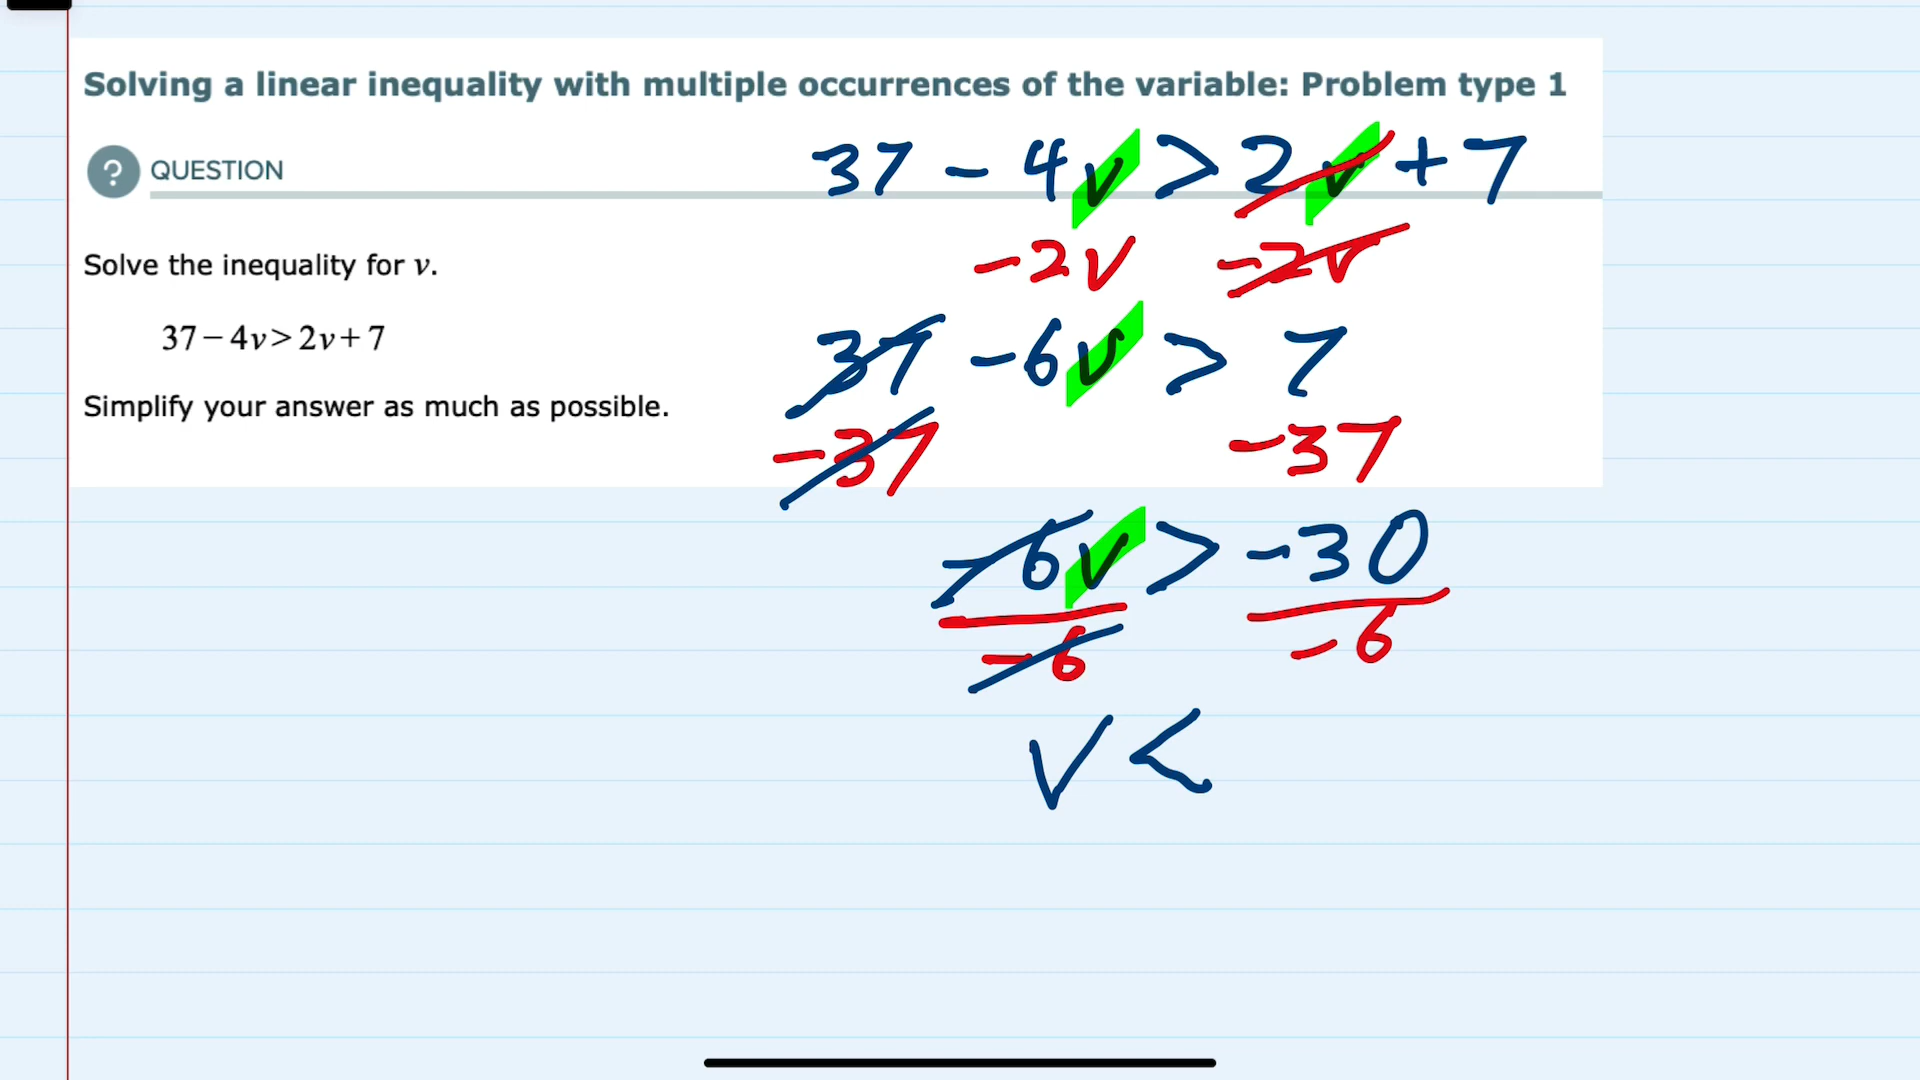 Solving a linear inequality with multiple occurrences of the variable: Problem type 1
? QUESTION
Solve the inequality for v.
37−4v>2v+7
Simplify your answer as much as possible.
37 − 4v > 2v + 7
−2v −2v
37 −6v > 7
−37 −37
−6v > −30
−6 −6
v <